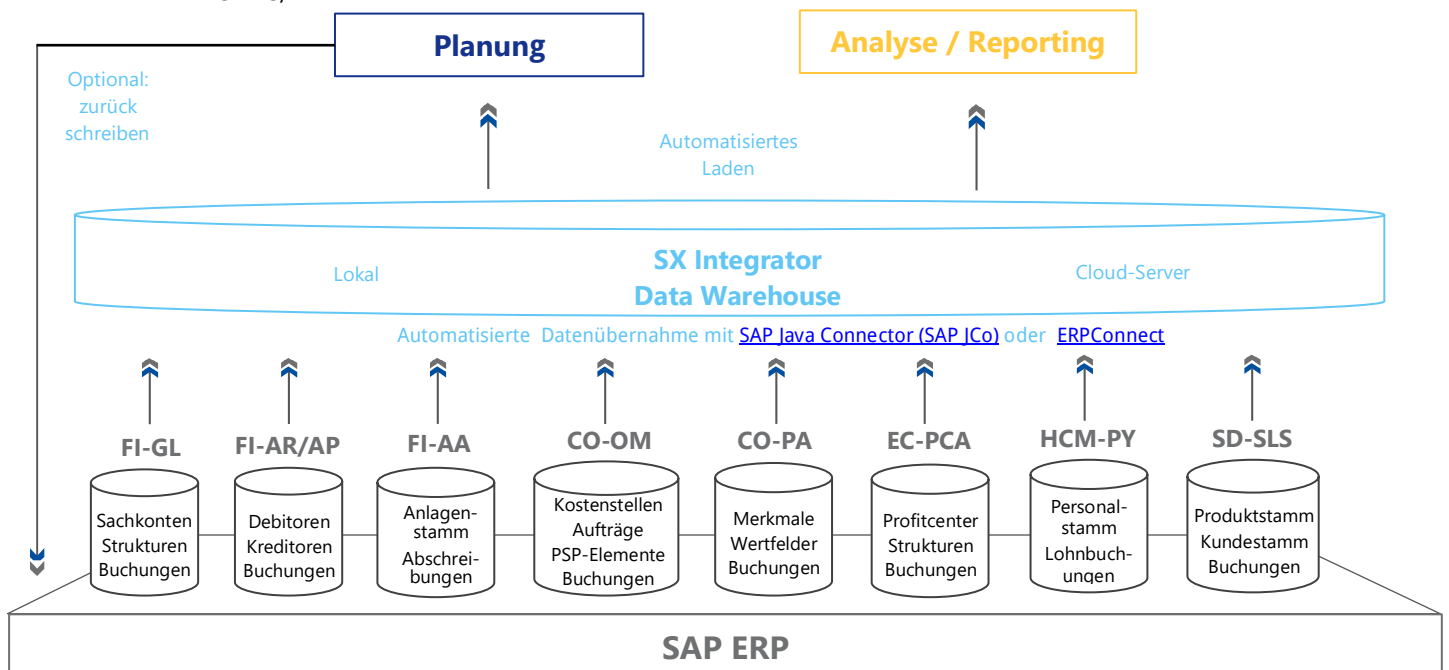 Planung
Analyse / Reporting
Optional:
zurück
schreiben
Automatisiertes
Laden
SX Integrator
Data Warehouse
Lokal
Cloud-Server
Automatisierte Datenübernahme mit SAP Java Connector (SAP JCo) oder ERPConnect
FI-GL
FI-AR/AP
FI-AA
CO-OM
CO-PA
EC-PCA
HCM-PY
SD-SLS
Sachkonten
Strukturen
Buchungen
Debitoren
Kreditoren
Buchungen
Anlagen-
stamm
Abschrei-
bungen
Kostenstellen
Aufträge
PSP-Elemente
Buchungen
Merkmale
Wertfelder
Buchungen
Profitcenter
Strukturen
Buchungen
Personal-
stamm
Lohnbuch-
ungen
Produktstamm
Kundestamm
Buchungen
SAP ERP